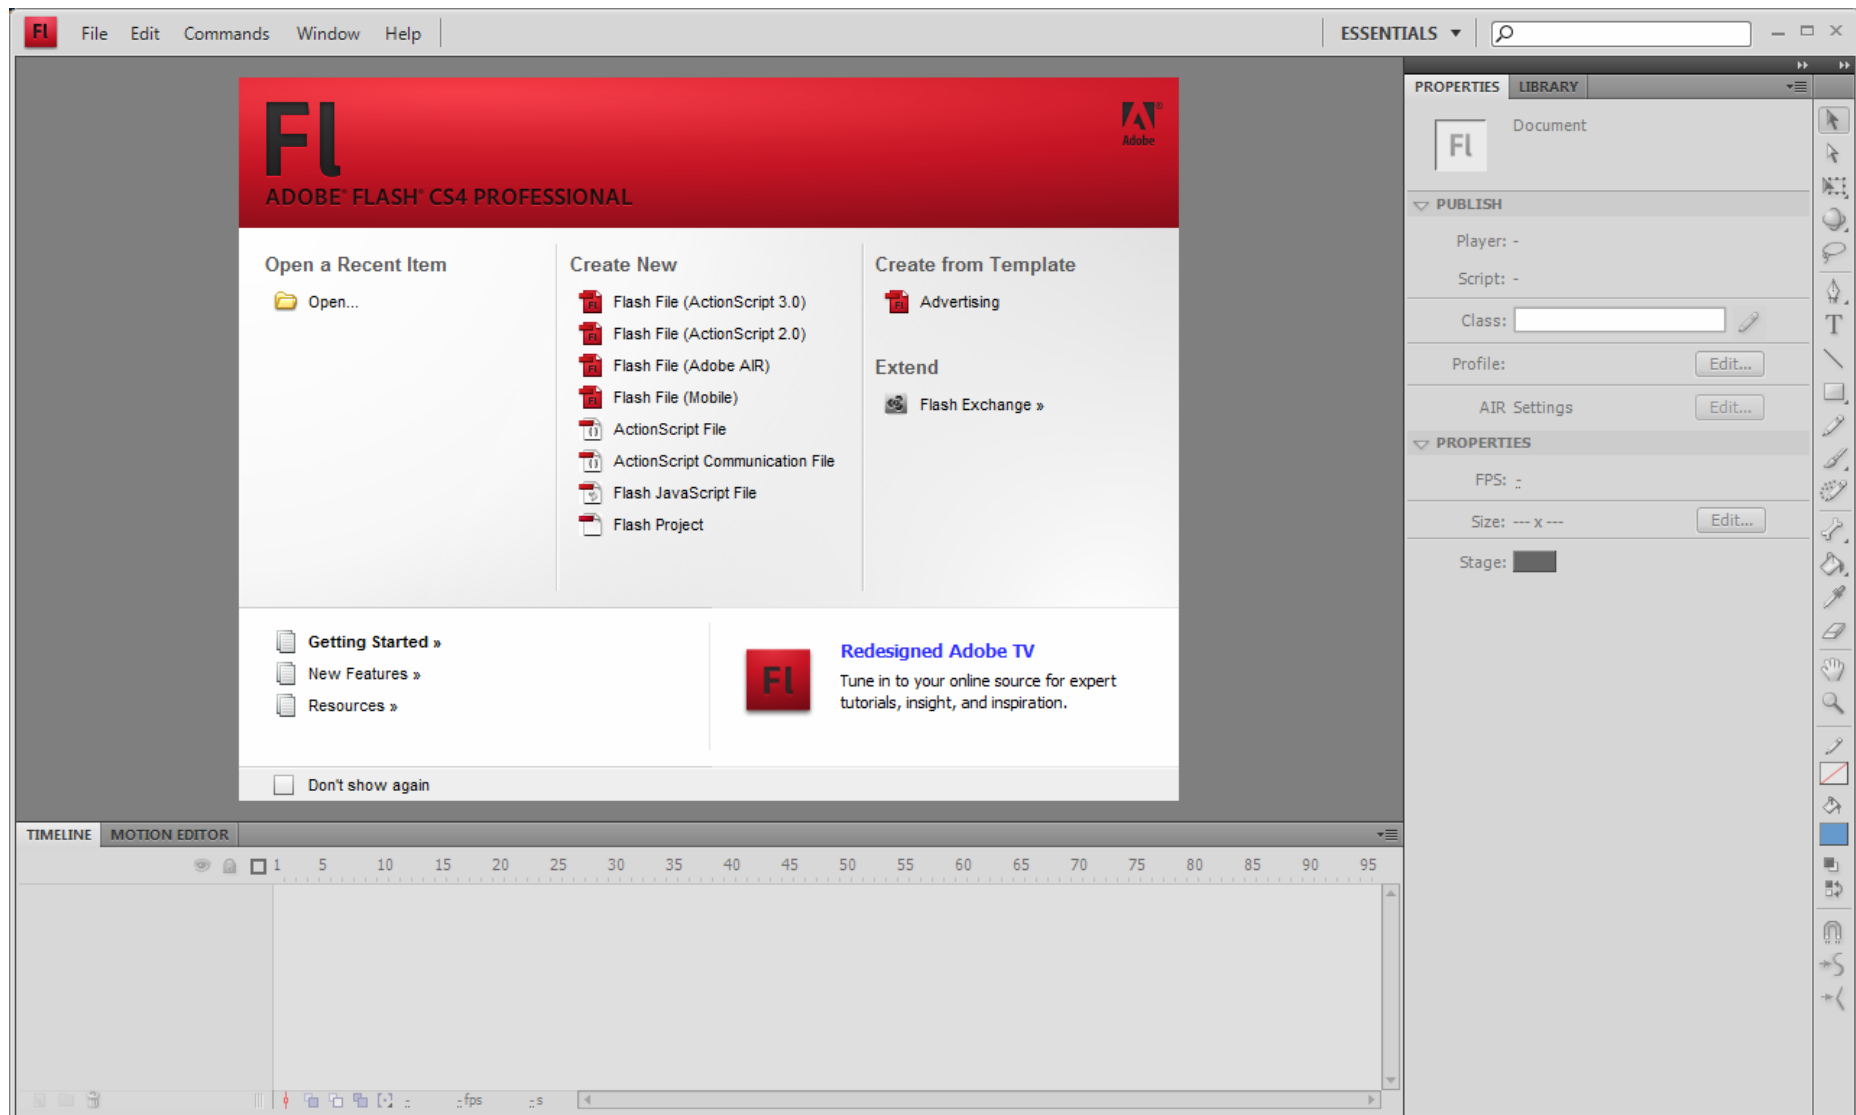 Fl File Edit Commands Window Help ESSENTIALS
Fl
Adobe
ADOBE® FLASH® CS4 PROFESSIONAL
Open a Recent Item
Open...
Create New
Flash File (ActionScript 3.0)
Flash File (ActionScript 2.0)
Flash File (Adobe AIR)
Flash File (Mobile)
ActionScript File
ActionScript Communication File
Flash JavaScript File
Flash Project
Create from Template
Advertising
Extend
Flash Exchange »
Getting Started »
New Features »
Resources »
Fl
Redesigned Adobe TV
Tune in to your online source for expert
tutorials, insight, and inspiration.
Don't show again
PROPERTIES LIBRARY
Fl
Document
PUBLISH
Player: -
Script: -
Class:
Profile: Edit...
AIR Settings Edit...
PROPERTIES
FPS: --
Size: --- x --- Edit...
Stage:
T
TIMELINE MOTION EDITOR
1 5 10 15 20 25 30 35 40 45 50 55 60 65 70 75 80 85 90 95
-- --fps --s